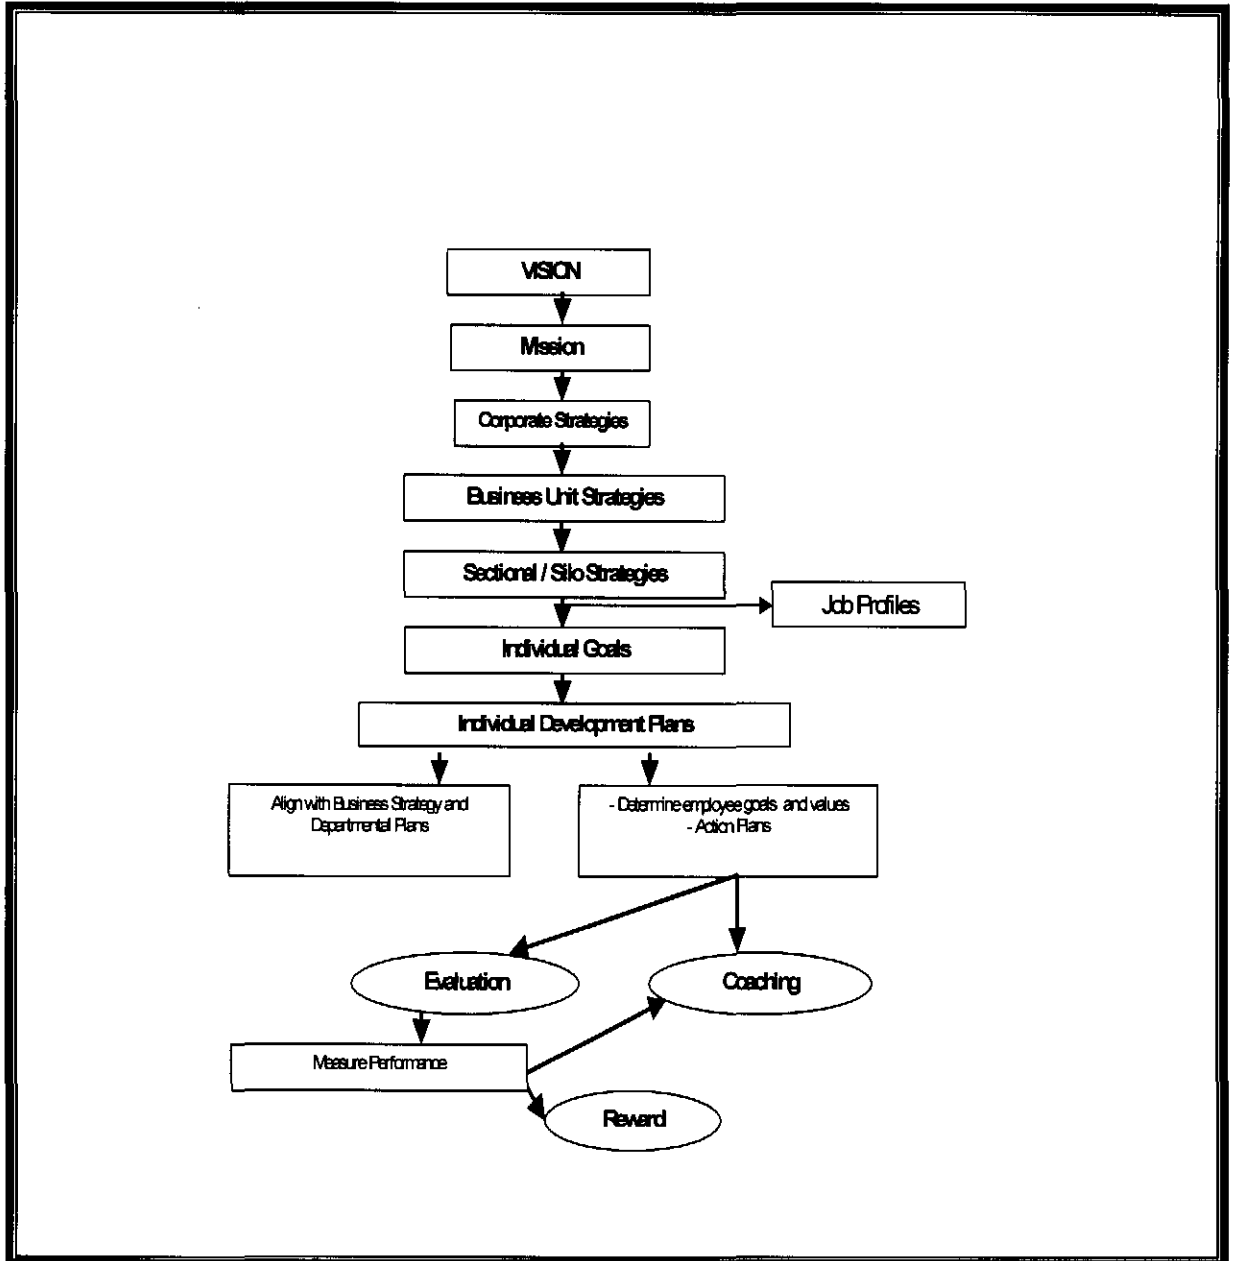 VISION
Mission
Corporate Strategies
Business Unit Strategies
Sectional / Silo Strategies
Job Profiles
Individual Goals
Individual Development Plans
Align with Business Strategy and
Departmental Plans
- Determine employee goals and values
- Action Plans
Evaluation
Coaching
Measure Performance
Reward